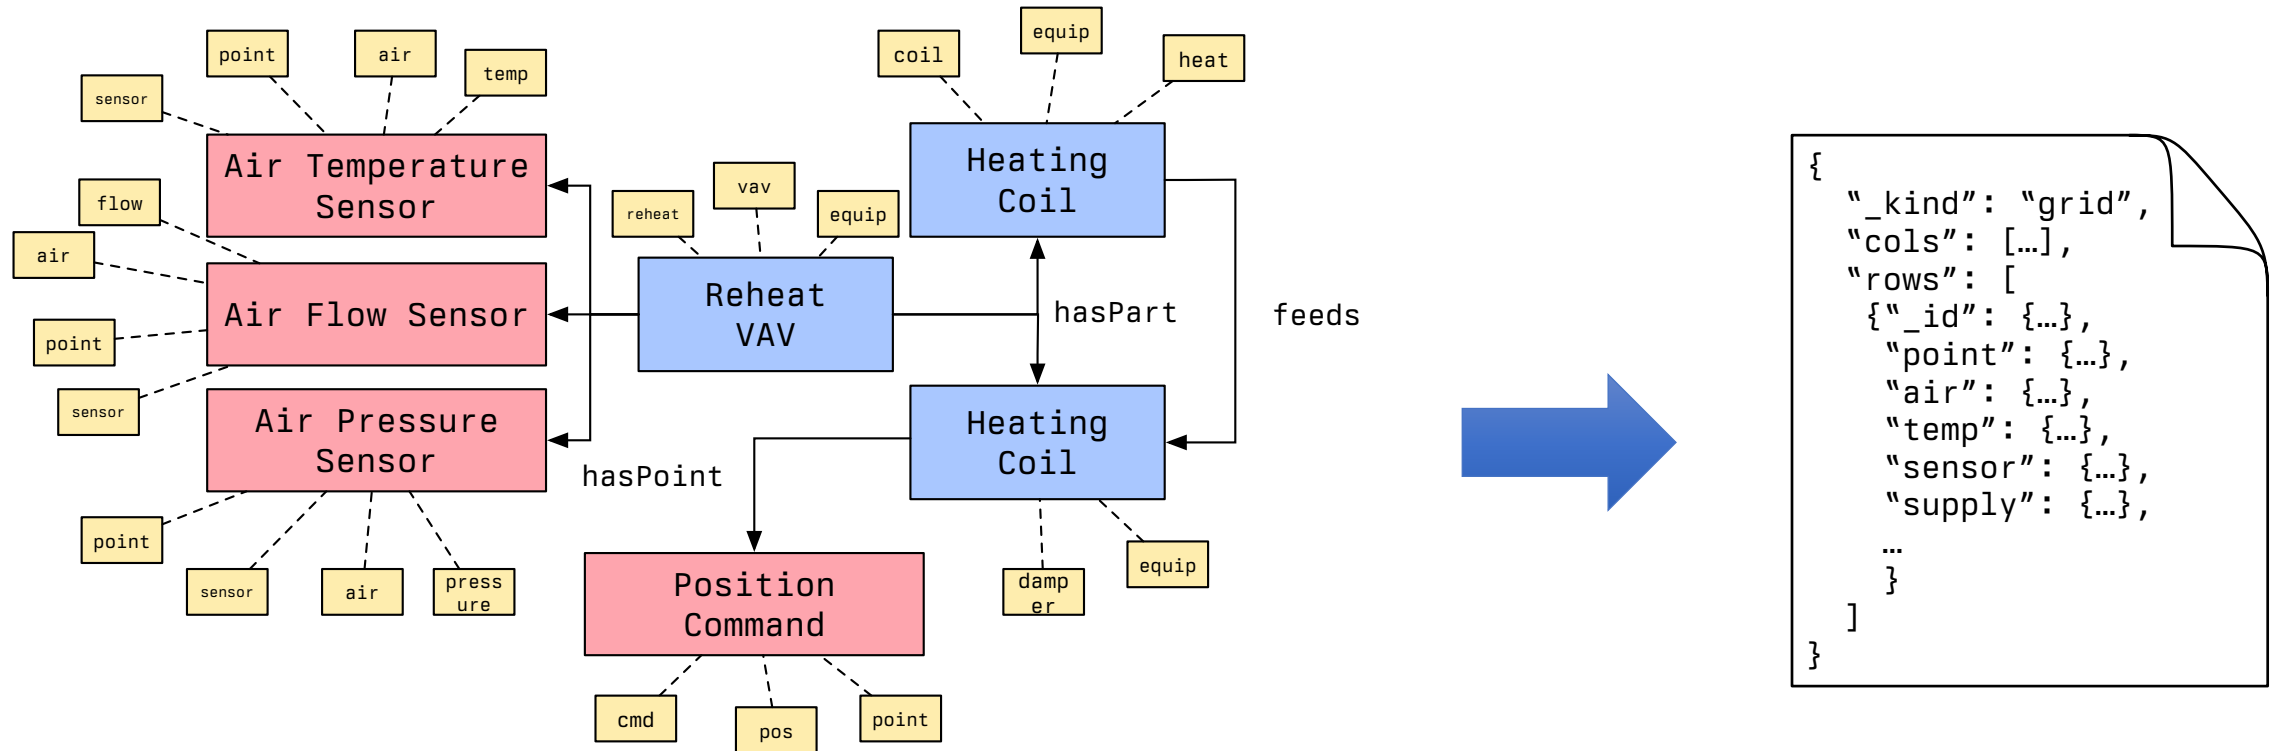 point
air
temp
sensor
Air Temperature
Sensor
flow
air
Air Flow Sensor
point
sensor
Air Pressure
Sensor
point
sensor
air
press
ure
reheat
vav
equip
Reheat
VAV
coil
equip
heat
Heating
Coil
hasPart
feeds
Heating
Coil
hasPoint
damp
er
equip
Position
Command
cmd
pos
point
{
“_kind”: “grid”,
“cols”: […],
“rows”: [
{“_id”: {…},
“point”: {…},
“air”: {…},
“temp”: {…},
“sensor”: {…},
“supply”: {…},
…
}
]
}